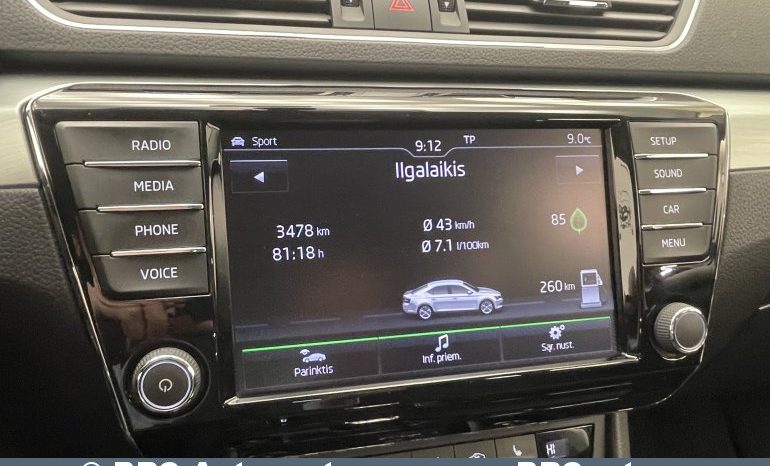 RADIO
MEDIA
PHONE
VOICE
SETUP
SOUND
CAR
MENU
Sport 9:12 TP 9.0°C
Ilgalaikis
3478 km Ø 43 km/h 85
81:18 h Ø 7.1 l/100km
260 km
Parinktis Inf. priem. Sąr. nust.
HI